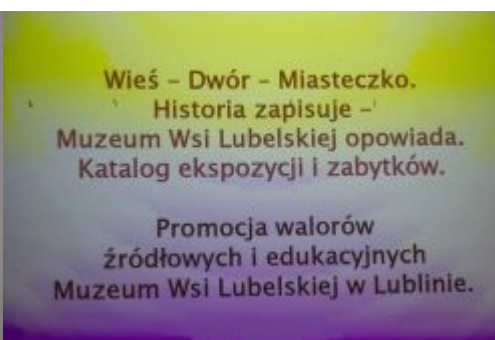 Wieś – Dwór – Miasteczko.
Historia zapisuje –
Muzeum Wsi Lubelskiej opowiada.
Katalog ekspozycji i zabytków.
Promocja walorów
źródłowych i edukacyjnych
Muzeum Wsi Lubelskiej w Lublinie.